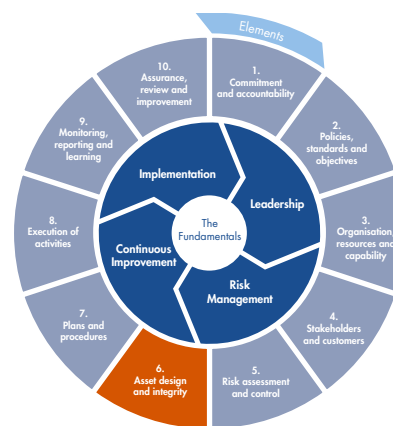 Elements
1.
Commitment
and accountability
2.
Policies,
standards and
objectives
3.
Organisation,
resources and
capability
4.
Stakeholders
and customers
5.
Risk assessment
and control
6.
Asset design
and integrity
7.
Plans and
procedures
8.
Execution of
activities
9.
Monitoring,
reporting and
learning
10.
Assurance,
review and
improvement
Implementation
Leadership
The
Fundamentals
Continuous
Improvement
Risk
Management